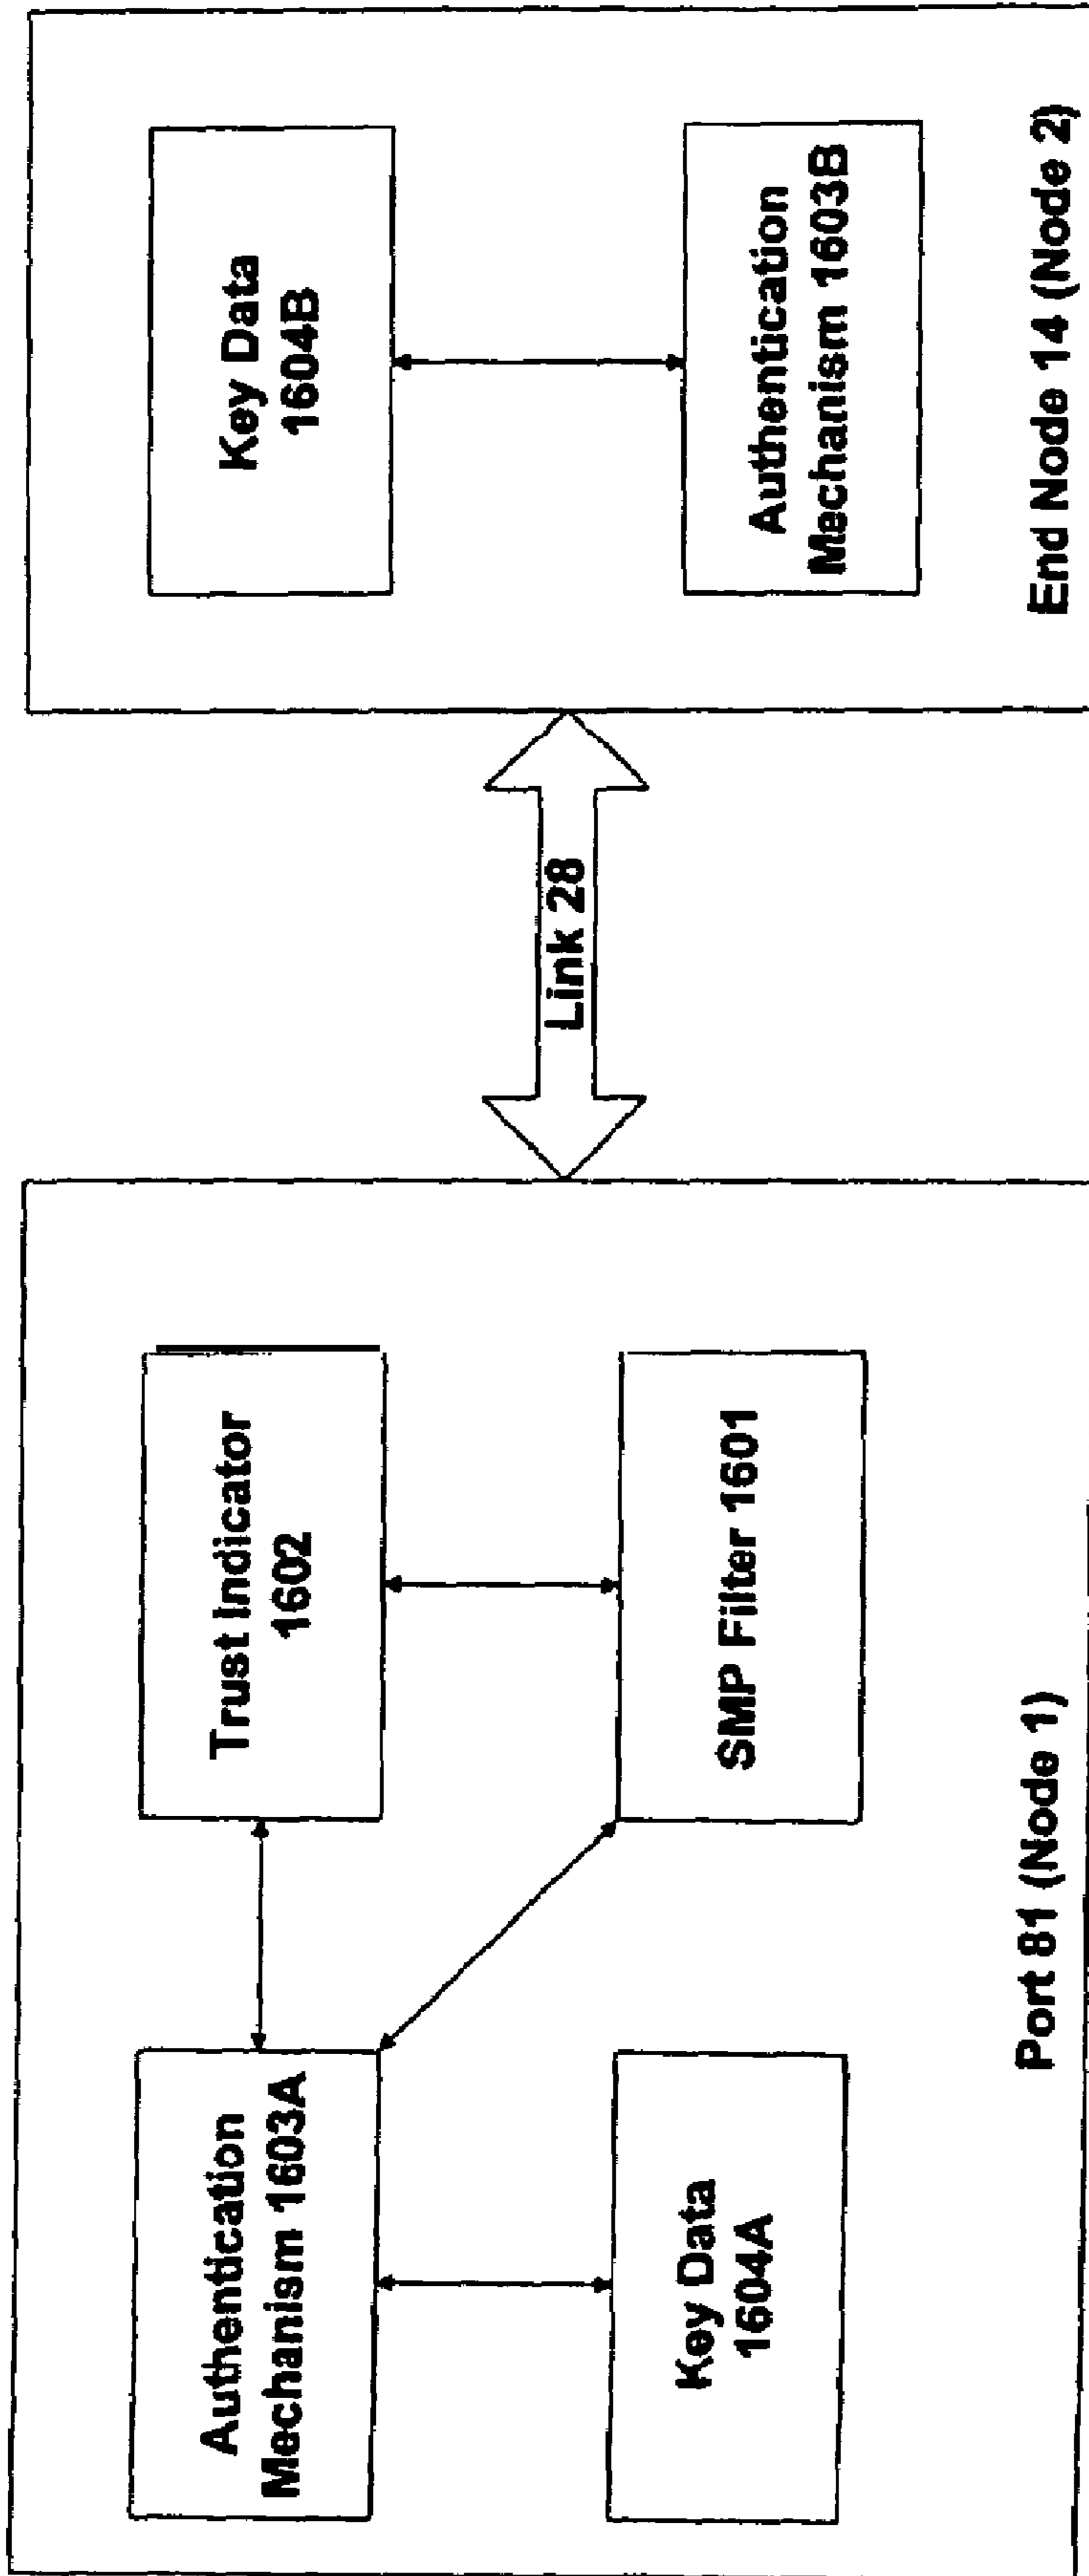 Authentication
Mechanism 1603A
Trust Indicator
1602
Key Data
1604A
SMP Filter 1601
Port 81 (Node 1)
Link 28
Key Data
1604B
Authentication
Mechanism 1603B
End Node 14 (Node 2)